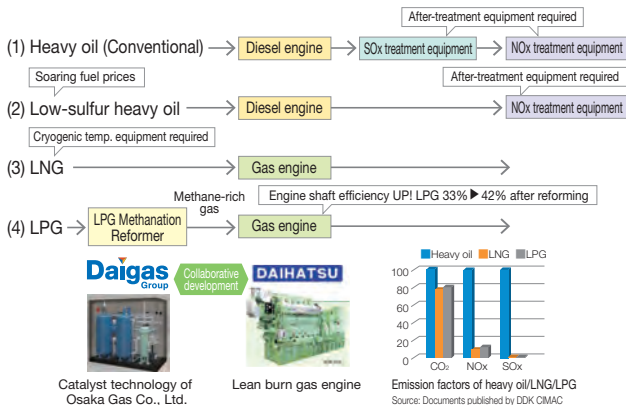 After-treatment equipment required
(1) Heavy oil (Conventional)
Diesel engine
SOx treatment equipment
NOx treatment equipment
Soaring fuel prices
After-treatment equipment required
(2) Low-sulfur heavy oil
Diesel engine
NOx treatment equipment
Cryogenic temp. equipment required
(3) LNG
Gas engine
Methane-rich
gas
Engine shaft efficiency UP! LPG 33%▶42% after reforming
(4) LPG
LPG Methanation
Reformer
Gas engine
Daigas
Group
Collaborative
development
DAIHATSU
Heavy oil LNG LPG
100
80
60
40
20
0
CO₂ NOx SOx
Catalyst technology of
Osaka Gas Co., Ltd.
Lean burn gas engine
Emission factors of heavy oil/LNG/LPG
Source: Documents published by DDK CIMAC